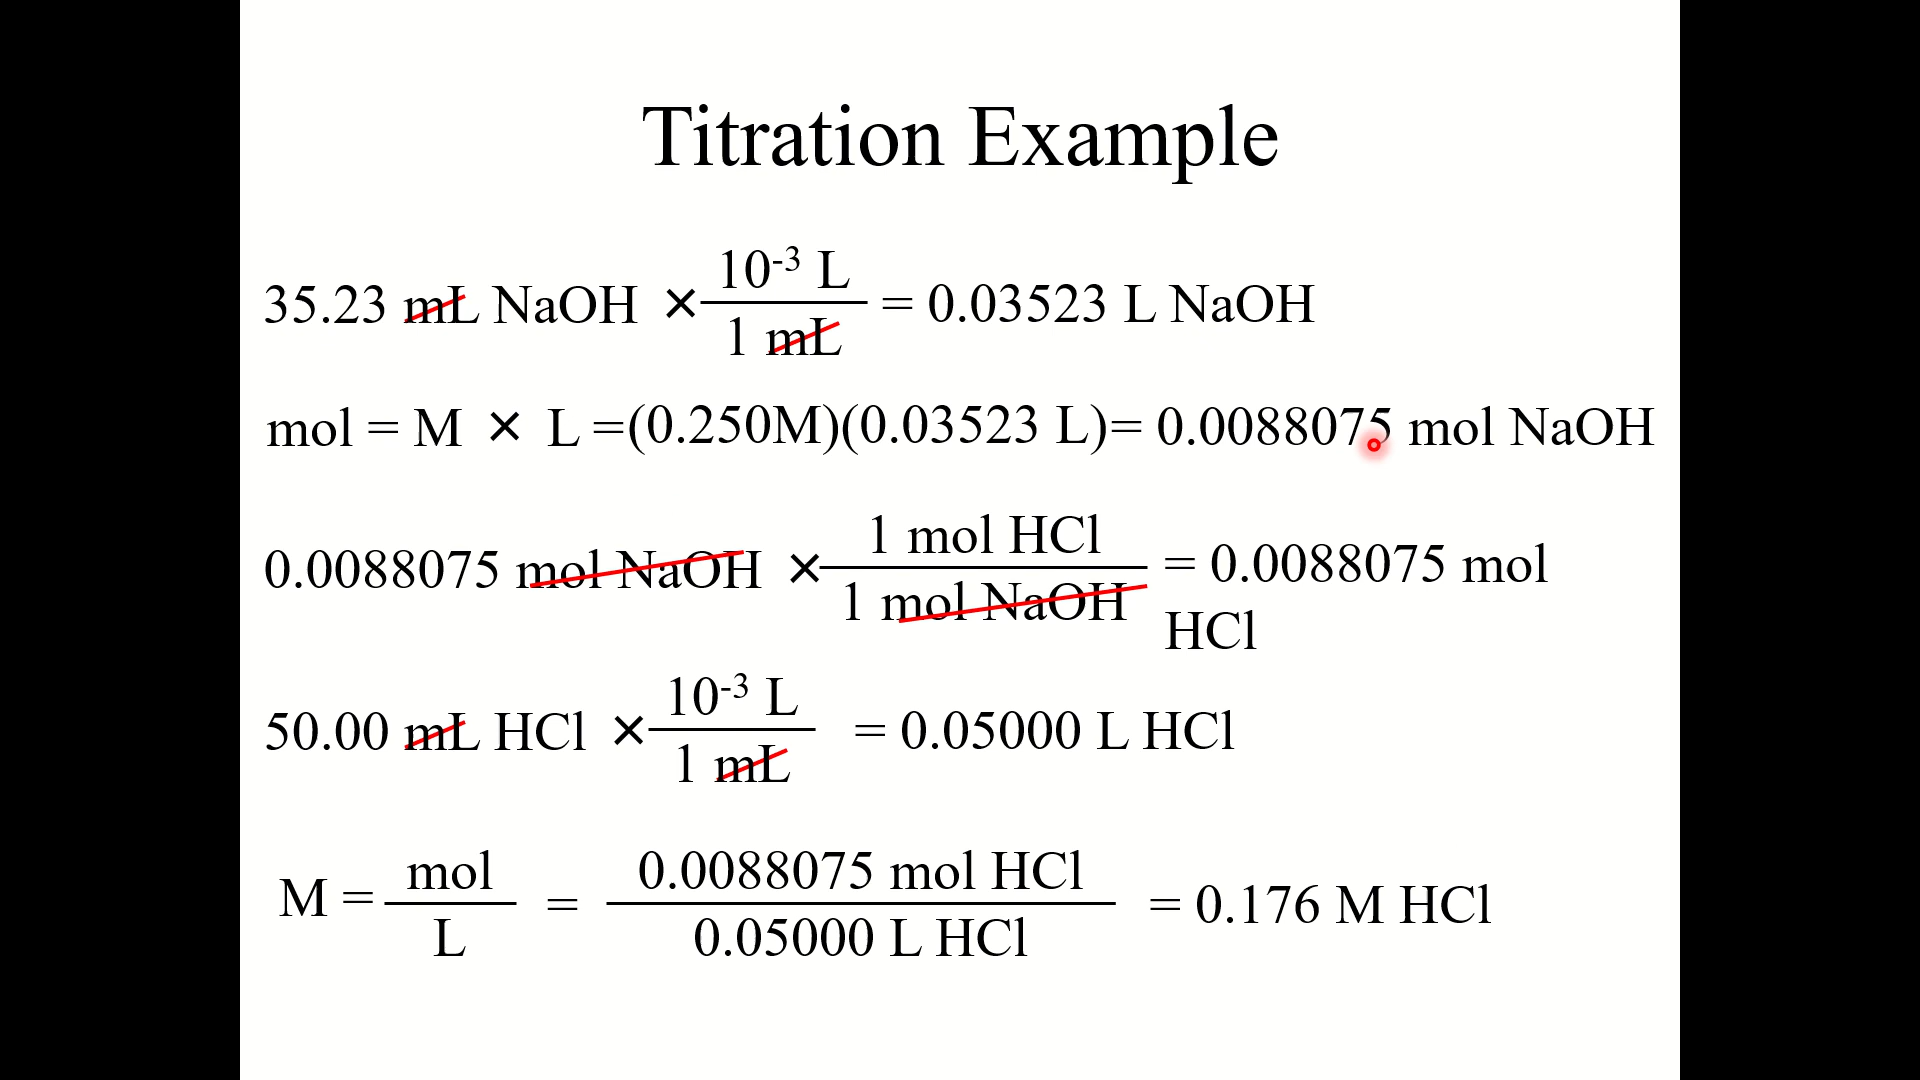 Titration Example
35.23 mL NaOH × 10⁻³ L / 1 mL = 0.03523 L NaOH
mol = M × L =(0.250M)(0.03523 L)= 0.0088075 mol NaOH
0.0088075 mol NaOH × 1 mol HCl / 1 mol NaOH = 0.0088075 mol
HCl
50.00 mL HCl × 10⁻³ L / 1 mL = 0.05000 L HCl
M = mol / L = 0.0088075 mol HCl / 0.05000 L HCl = 0.176 M HCl